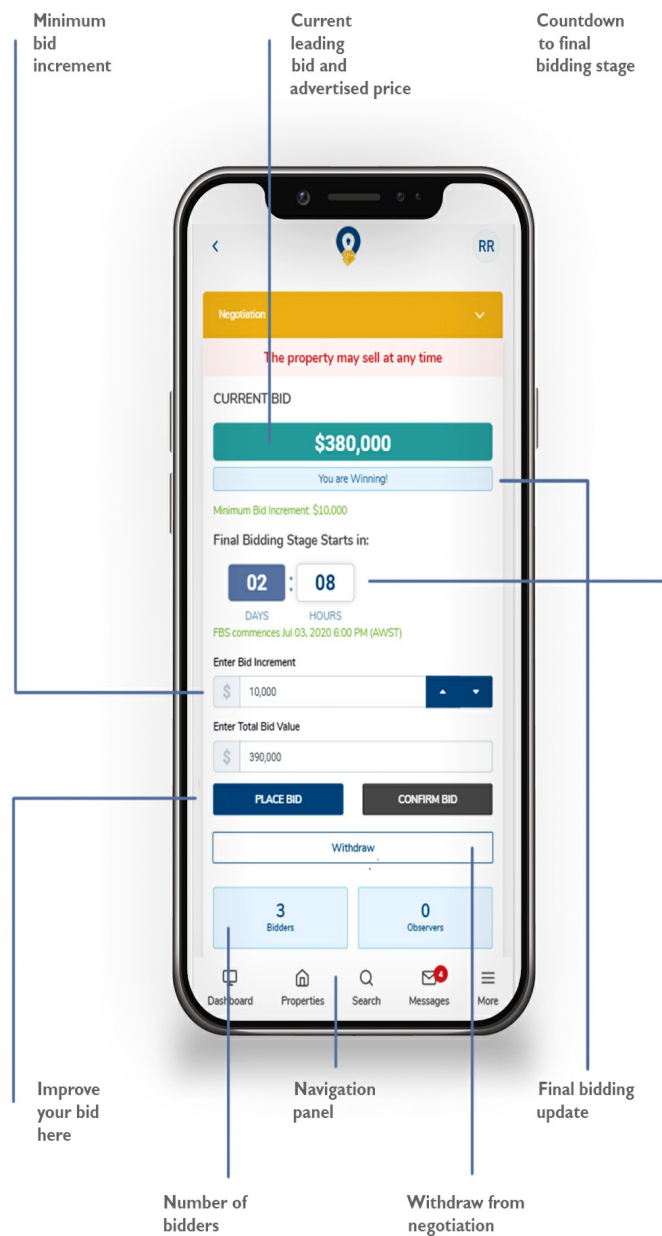 Minimum
bid
increment
Current
leading
bid and
advertised price
Countdown
to final
bidding stage
RR
Negotiation
The property may sell at any time
CURRENT BID
$380,000
You are Winning!
Minimum Bid Increment: $10,000
Final Bidding Stage Starts in:
02 : 08
DAYS HOURS
FBS commences Jul 03, 2020 6:00 PM (AWST)
Enter Bid Increment
$ 10,000
Enter Total Bid Value
$ 390,000
PLACE BID CONFIRM BID
Withdraw
3 0
Bidders Observers
4
Dashboard Properties Search Messages More
Improve
your bid
here
Navigation
panel
Final bidding
update
Number of
bidders
Withdraw from
negotiation